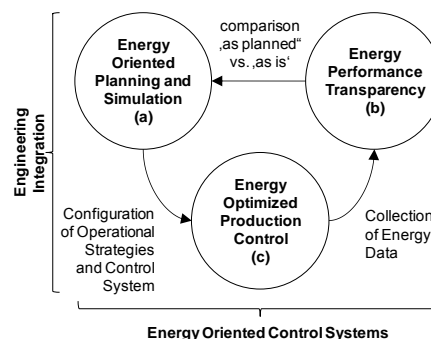 Energy
Oriented
Planning and
Simulation
(a)
comparison
‚as planned“
vs. ‚as is‘
Energy
Performance
Transparency
(b)
Engineering
Integration
Energy
Optimized
Production
Control
(c)
Configuration
of Operational
Strategies
and Control
System
Collection
of Energy
Data
Energy Oriented Control Systems